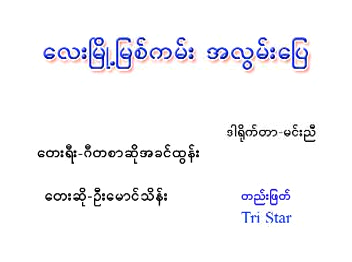 လေးမြို့မြစ်ကမ်း အလွမ်းပြေ
ဒါရိုက်တာ-မင်းညီ
တေးရီး-ဂီတစာဆိုအခင်ထွန်း
တေးဆို-ဦးမောင်သိန်း
တည်းဖြတ်
Tri Star